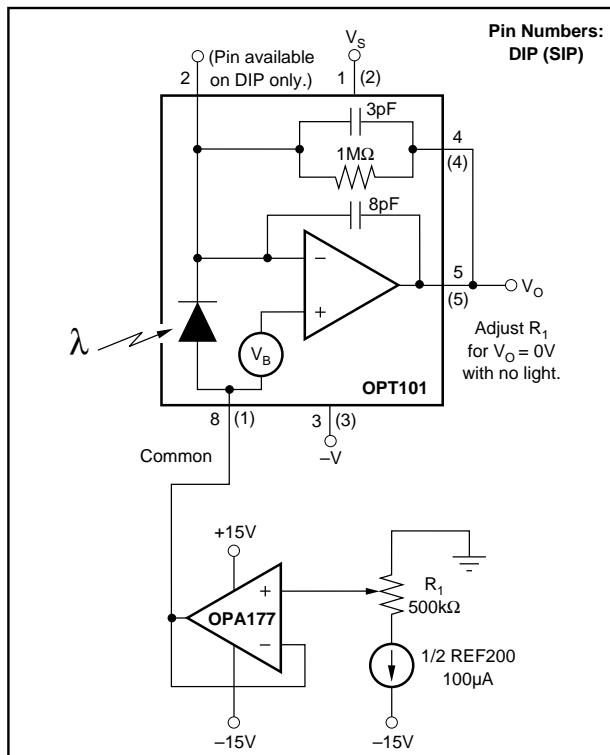 Pin Numbers:
DIP (SIP)
(Pin available
on DIP only.)
2
V_S
1
(2)
3pF
1MΩ
4
(4)
8pF
−
+
5
(5)
V_O
λ
V_B
OPT101
Adjust R_1
for V_O = 0V
with no light.
8
(1)
3
(3)
–V
Common
+15V
+
OPA177
−
–15V
R_1
500kΩ
1/2 REF200
100µA
–15V